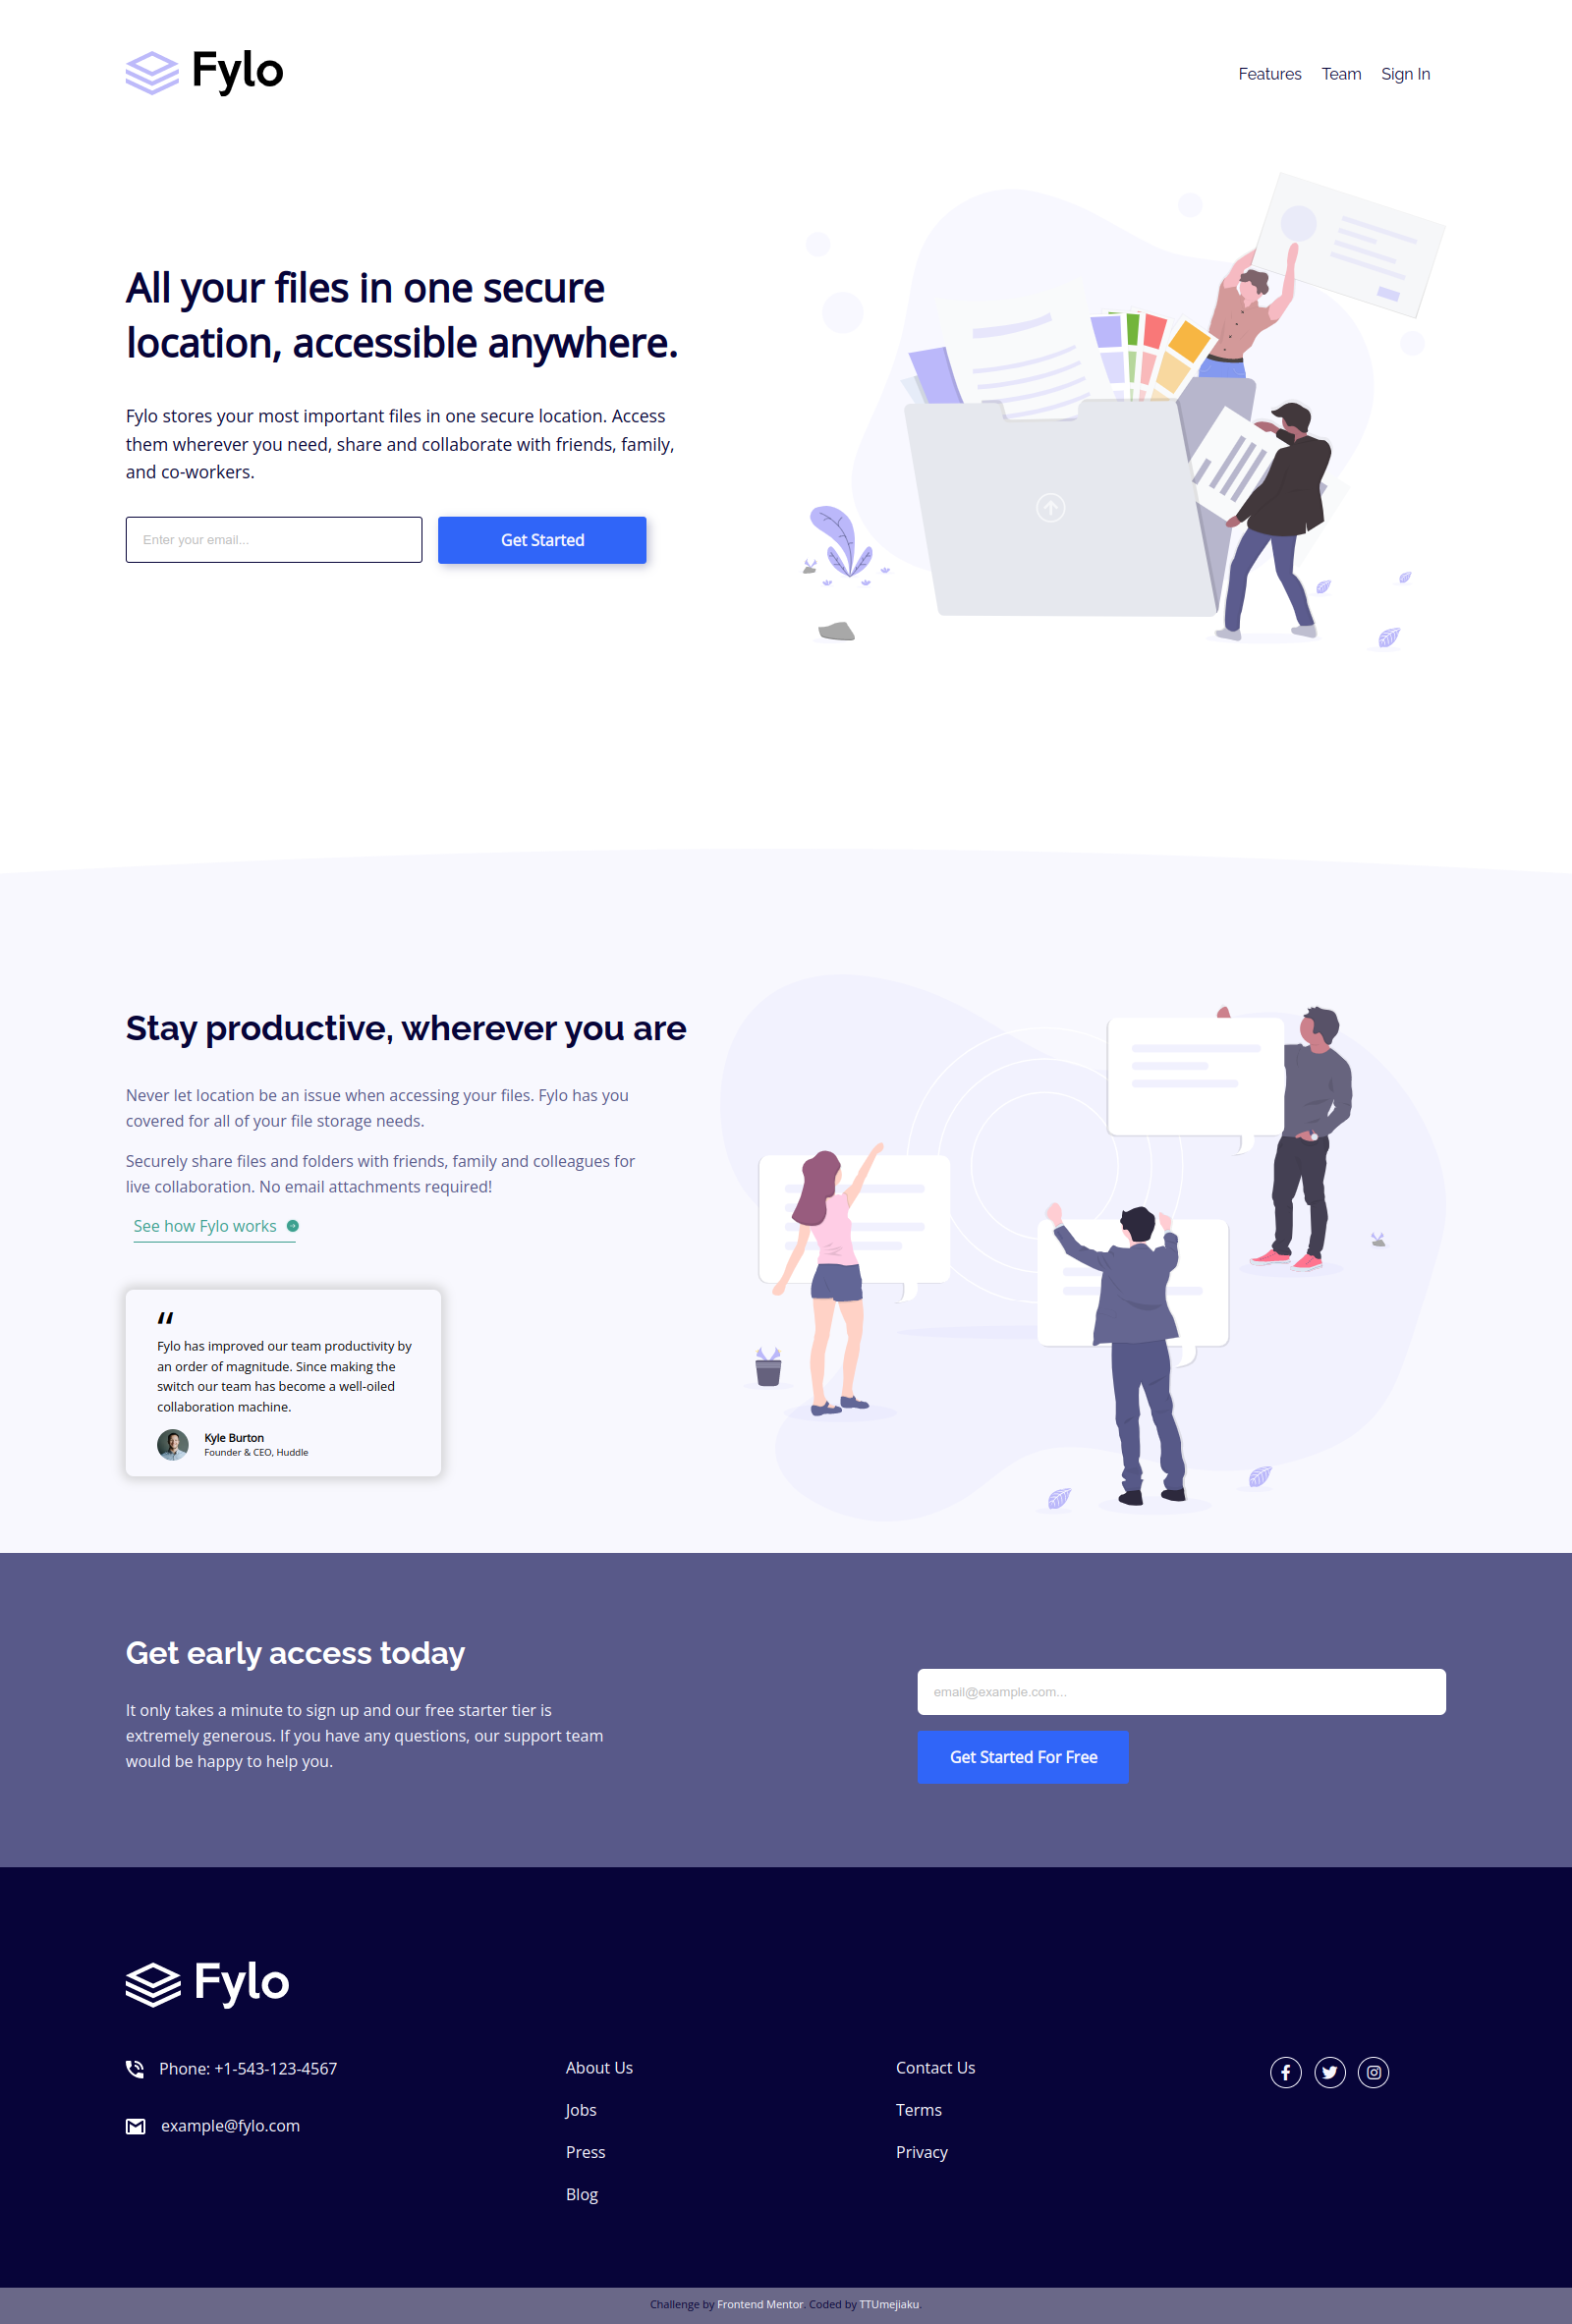 Fylo
Features Team Sign In
All your files in one secure
location, accessible anywhere.
Fylo stores your most important files in one secure location. Access
them wherever you need, share and collaborate with friends, family,
and co-workers.
Enter your email...
Get Started
Stay productive, wherever you are
Never let location be an issue when accessing your files. Fylo has you
covered for all of your file storage needs.
Securely share files and folders with friends, family and colleagues for
live collaboration. No email attachments required!
See how Fylo works
“
Fylo has improved our team productivity by
an order of magnitude. Since making the
switch our team has become a well-oiled
collaboration machine.
Kyle Burton
Founder & CEO, Huddle
Get early access today
It only takes a minute to sign up and our free starter tier is
extremely generous. If you have any questions, our support team
would be happy to help you.
email@example.com...
Get Started For Free
Fylo
Phone: +1-543-123-4567
example@fylo.com
About Us
Jobs
Press
Blog
Contact Us
Terms
Privacy
Challenge by Frontend Mentor. Coded by TTUmejiaku.